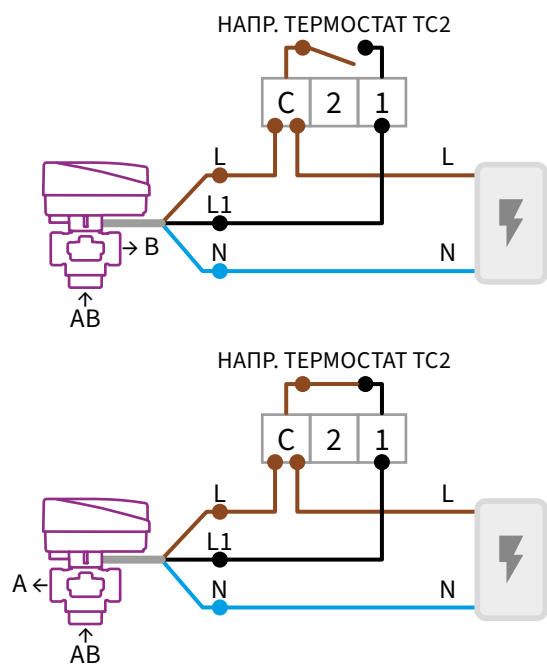 НАПР. ТЕРМОСТАТ TC2
C 2 1
L L
L1
→ B
N N
↑
AB
НАПР. ТЕРМОСТАТ TC2
C 2 1
L L
L1
A ←
N N
↑
AB